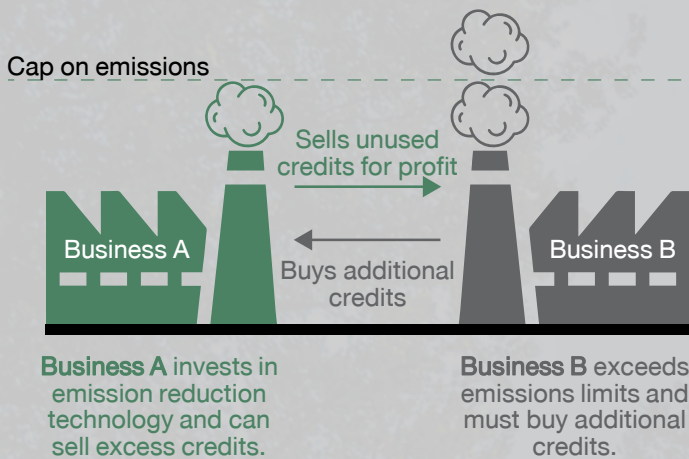 Cap on emissions
Sells unused
credits for profit
Business A
Business B
Buys additional
credits
Business A invests in
emission reduction
technology and can
sell excess credits.
Business B exceeds
emissions limits and
must buy additional
credits.